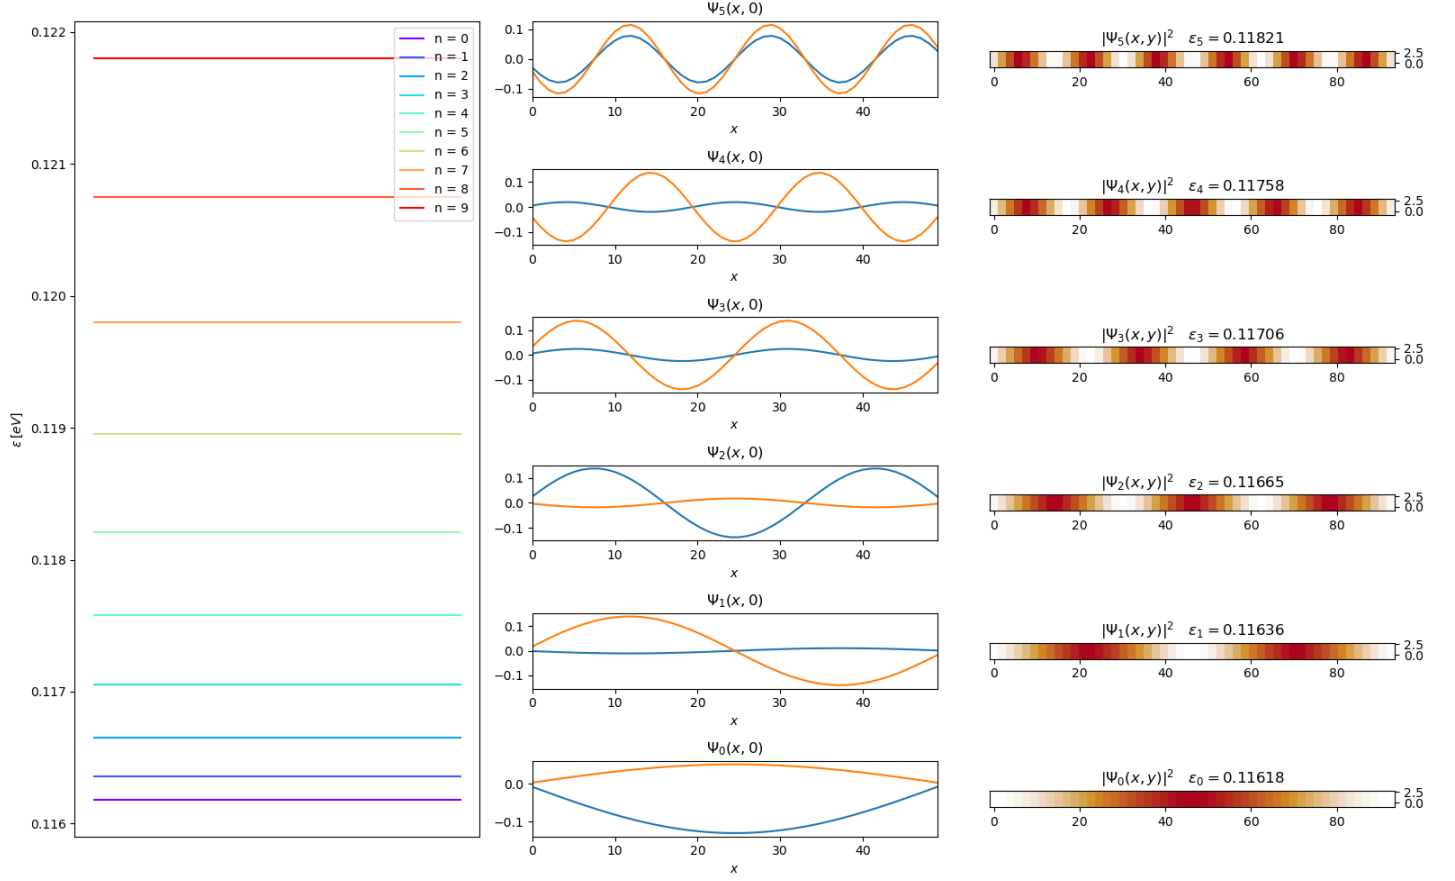 0.122
0.121
0.120
0.119
0.118
0.117
0.116
ε [eV]
n = 0
n = 1
n = 2
n = 3
n = 4
n = 5
n = 6
n = 7
n = 8
n = 9
Ψ₅(x, 0)
0.1
0.0
−0.1
0 10 20 30 40
x
Ψ₄(x, 0)
0.1
0.0
−0.1
0 10 20 30 40
x
Ψ₃(x, 0)
0.1
0.0
−0.1
0 10 20 30 40
x
Ψ₂(x, 0)
0.1
0.0
−0.1
0 10 20 30 40
x
Ψ₁(x, 0)
0.1
0.0
−0.1
0 10 20 30 40
x
Ψ₀(x, 0)
0.0
−0.1
0 10 20 30 40
x
|Ψ₅(x, y)|² ε₅ = 0.11821
2.5
0.0
0 20 40 60 80
|Ψ₄(x, y)|² ε₄ = 0.11758
2.5
0.0
0 20 40 60 80
|Ψ₃(x, y)|² ε₃ = 0.11706
2.5
0.0
0 20 40 60 80
|Ψ₂(x, y)|² ε₂ = 0.11665
2.5
0.0
0 20 40 60 80
|Ψ₁(x, y)|² ε₁ = 0.11636
2.5
0.0
0 20 40 60 80
|Ψ₀(x, y)|² ε₀ = 0.11618
2.5
0.0
0 20 40 60 80